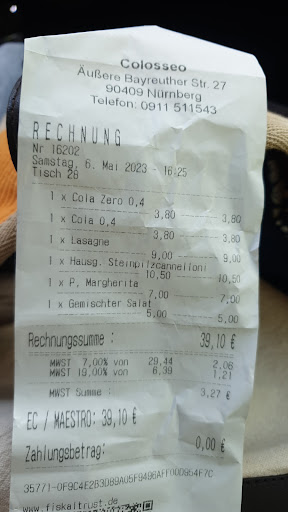 Colosseo
Äußere Bayreuther Str. 27
90409 Nürnberg
Telefon: 0911 511543
RECHNUNG
Nr 16202
Samstag, 6. Mai 2023 - 16:25
Tisch 28
1 x Cola Zero 0,4
3,80 3,80
1 x Cola 0,4
3,80 3,80
1 x Lasagne
9,00 9,00
1 x Hausg. Steinpilzcannelloni
10,50 10,50
1 x P. Margherita
7,00 7,00
1 x Gemischter Salat
5,00 5,00
Rechnungssumme : 39,10 €
MWST 7,00% von 29,44 2,06
MWST 19,00% von 6,39 1,21
MWST Summe : 3,27 €
EC / MAESTRO: 39,10 €
Zahlungsbetrag: 0,00 €
www.fiskaltrust.de